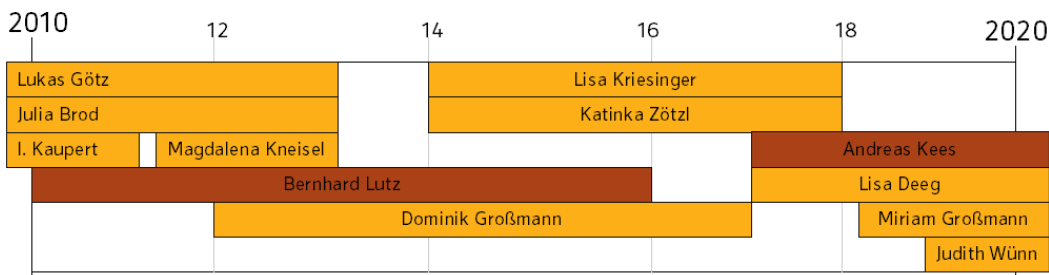 2010 12 14 16 18 2020
Lukas Götz Lisa Kriesinger
Julia Brod Katinka Zötzl
I. Kaupert Magdalena Kneisel Andreas Kees
Bernhard Lutz Lisa Deeg
Dominik Großmann Miriam Großmann
Judith Wünn